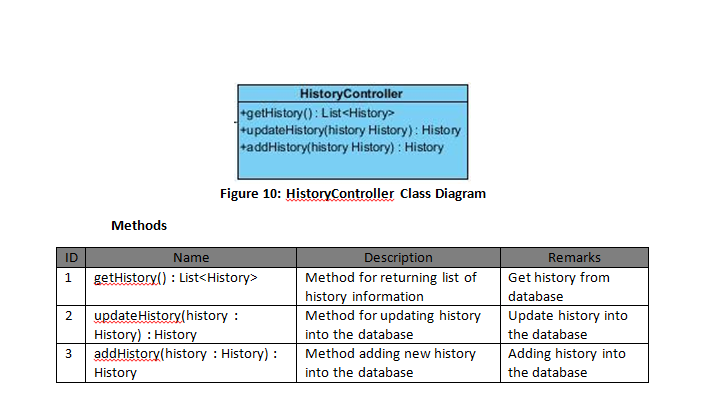 HistoryController
+getHistory() : List<History>
+updateHistory(history History) : History
+addHistory(history History) : History
Figure 10: HistoryController Class Diagram
Methods
ID Name Description Remarks
1 getHistory() : List<History> Method for returning list of Get history from
history information database
2 updateHistory(history : Method for updating history Update history into
History) : History into the database the database
3 addHistory(history : History) : Method adding new history Adding history into
History into the database the database